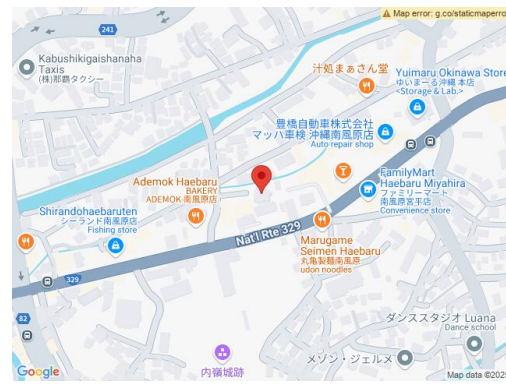 Map error: g.co/staticmaperro
241
Kabushikigaishanaha
Taxis
(株)那覇タクシー
汁処まぁさん堂
Yuimaru Okinawa Store
ゆいまーる沖縄 本店
<Storage & Lab.>
豊橋自動車株式会社
マッハ車検 沖縄南風原店
Auto repair shop
Ademok Haebaru
BAKERY
ADEMOK 南風原店
FamilyMart
Haebaru Miyahira
ファミリーマート
南風原宮平店
Convenience store
Shirandohaebaruten
シーランド南風原店
Fishing store
Nat'l Rte 329
Marugame
Seimen Haebaru
丸亀製麺南風原
udon noodles
329
82
内嶺城跡
ダンススタジオ Luana
Dance school
メゾン・ジェルメ
Google
Map data ©2025